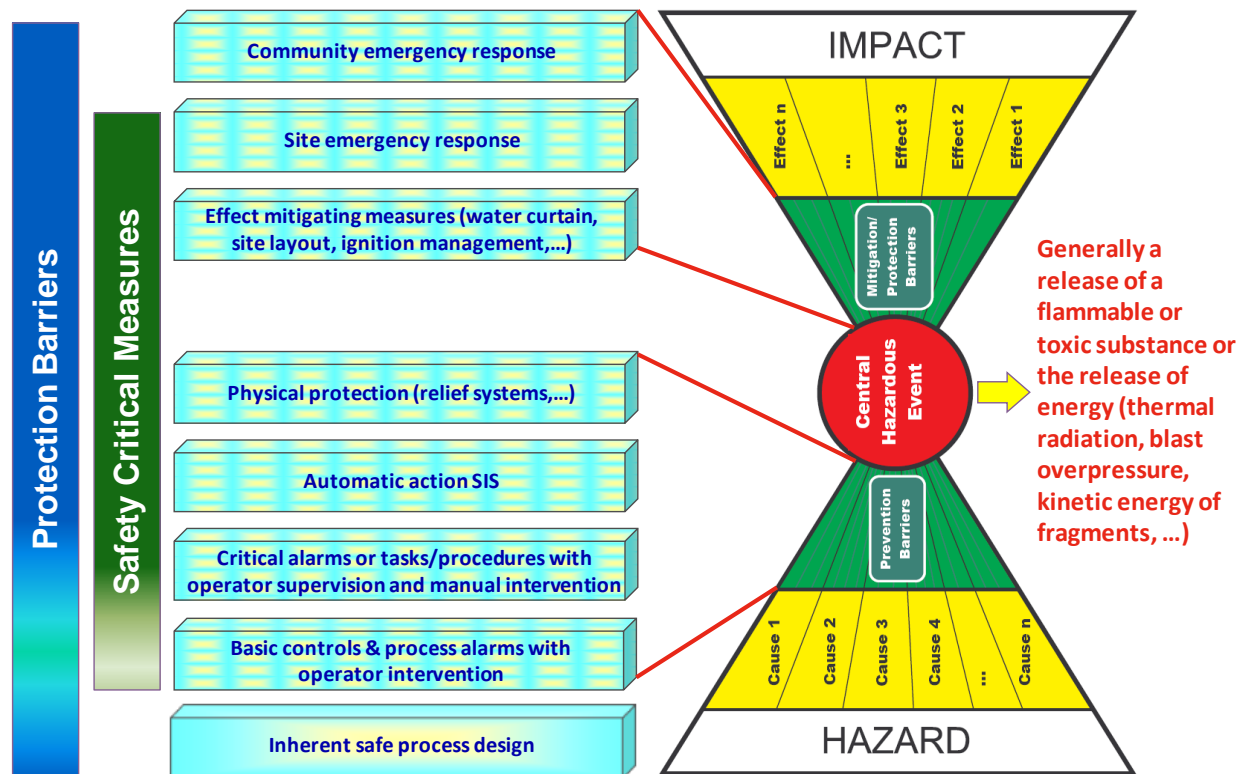 Protection Barriers
Safety Critical Measures
Community emergency response
Site emergency response
Effect mitigating measures (water curtain,
site layout, ignition management,…)
Physical protection (relief systems,…)
Automatic action SIS
Critical alarms or tasks/procedures with
operator supervision and manual intervention
Basic controls & process alarms with
operator intervention
Inherent safe process design
IMPACT
Effect n
...
Effect 3
Effect 2
Effect 1
Mitigation/
Protection
Barriers
Central
Hazardous
Event
Prevention
Barriers
Cause 1
Cause 2
Cause 3
Cause 4
...
Cause n
HAZARD
Generally a
release of a
flammable or
toxic substance or
the release of
energy (thermal
radiation, blast
overpressure,
kinetic energy of
fragments, …)